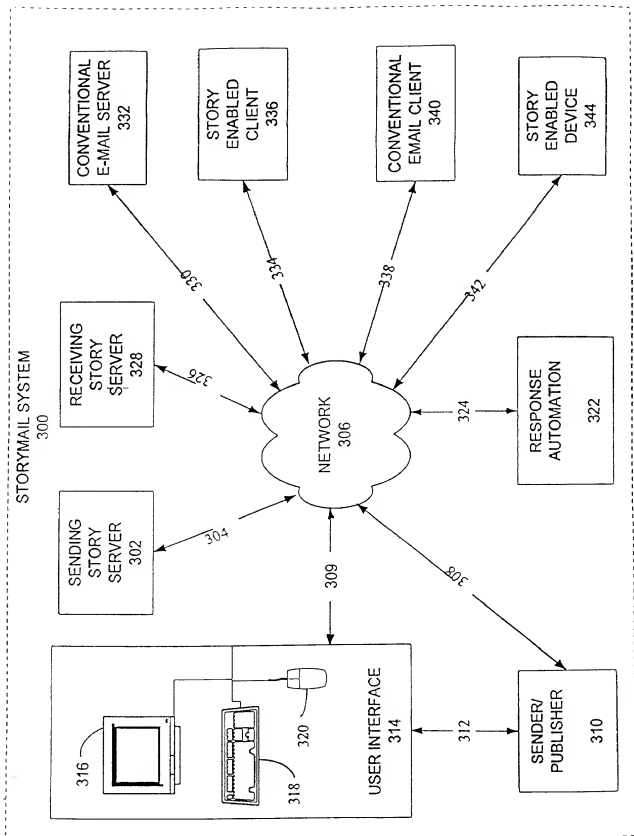 STORYMAIL SYSTEM
300
SENDING
STORY
SERVER
302
RECEIVING
STORY
SERVER
328
CONVENTIONAL
E-MAIL SERVER
332
STORY
ENABLED
CLIENT
336
CONVENTIONAL
EMAIL CLIENT
340
STORY
ENABLED
DEVICE
344
304
326
330
334
338
342
NETWORK
306
309
308
324
316
318
320
USER INTERFACE
314
312
SENDER/
PUBLISHER
310
RESPONSE
AUTOMATION
322